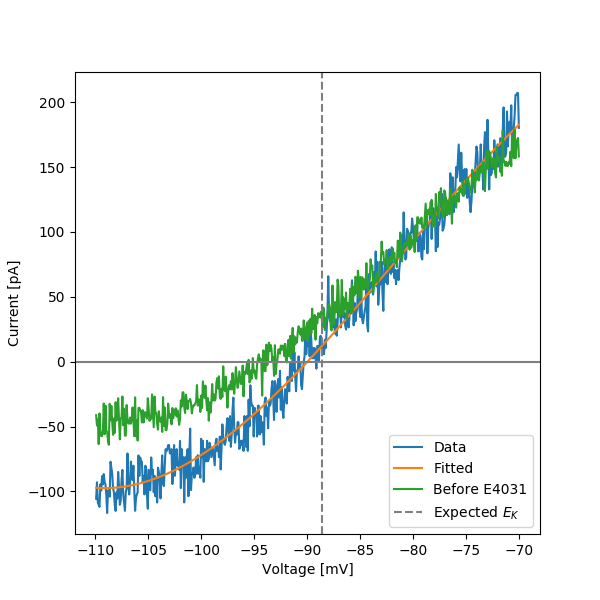 200
150
100
50
0
−50
−100
Current [pA]
−110 −105 −100 −95 −90 −85 −80 −75 −70
Voltage [mV]
Data
Fitted
Before E4031
Expected E_K